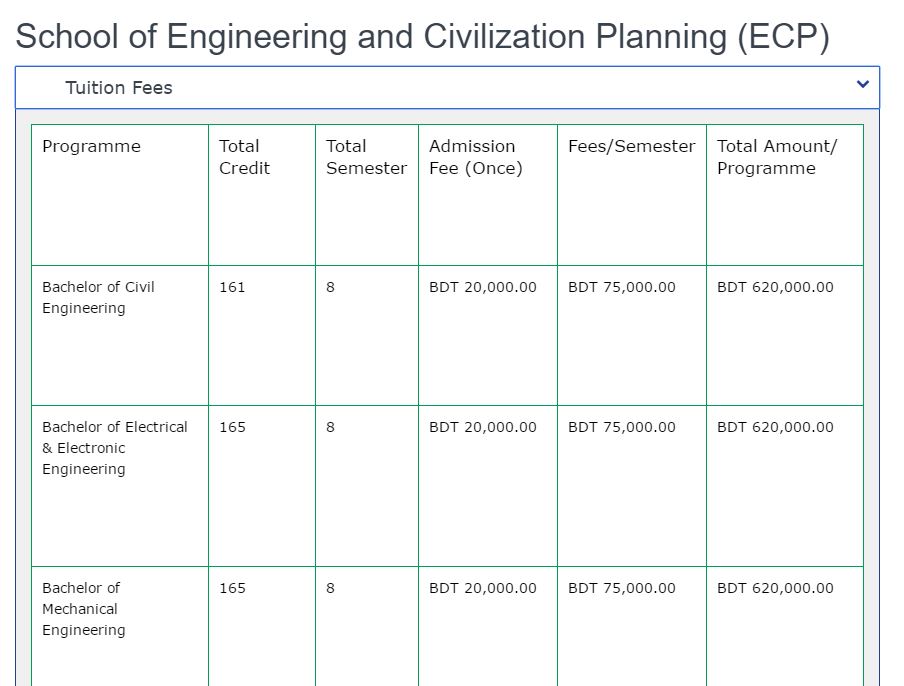 School of Engineering and Civilization Planning (ECP)
Tuition Fees
Programme
Total
Credit
Total
Semester
Admission
Fee (Once)
Fees/Semester
Total Amount/
Programme
Bachelor of Civil
Engineering
161
8
BDT 20,000.00
BDT 75,000.00
BDT 620,000.00
Bachelor of Electrical
& Electronic
Engineering
165
8
BDT 20,000.00
BDT 75,000.00
BDT 620,000.00
Bachelor of
Mechanical
Engineering
165
8
BDT 20,000.00
BDT 75,000.00
BDT 620,000.00